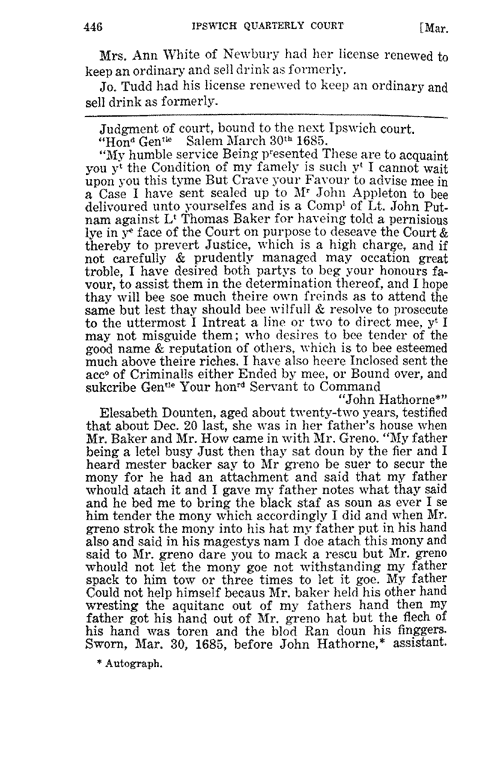 446 IPSWICH QUARTERLY COURT [Mar.
Mrs. Ann White of Newbury had her license renewed to
keep an ordinary and sell drink as formerly.
Jo. Tudd had his license renewed to keep an ordinary and
sell drink as formerly.
Judgment of court, bound to the next Ipswich court.
"Honᵈ Genᵗˡᵉ Salem March 30ᵗʰ 1685.
"My humble service Being presented These are to acquaint
you yᵗ the Condition of my famely is such yᵗ I cannot wait
upon you this tyme But Crave your Favour to advise mee in
a Case I have sent sealed up to Mʳ John Appleton to bee
delivoured unto yourselfes and is a Compᵗ of Lt. John Put-
nam against Lᵗ Thomas Baker for haveing told a pernisious
lye in yᵉ face of the Court on purpose to deseave the Court &
thereby to prevert Justice, which is a high charge, and if
not carefully & prudently managed may occation great
troble, I have desired both partys to beg your honours fa-
vour, to assist them in the determination thereof, and I hope
thay will bee soe much theire own freinds as to attend the
same but lest thay should bee wilfull & resolve to prosecute
to the uttermost I Intreat a line or two to direct mee, yᵗ I
may not misguide them; who desires to bee tender of the
good name & reputation of others, which is to bee esteemed
much above theire riches. I have also heere Inclosed sent the
accᵒ of Criminalls either Ended by mee, or Bound over, and
sukcribe Genᵗˡᵉ Your honʳᵈ Servant to Command
"John Hathorne*"
Elesabeth Dounten, aged about twenty-two years, testified
that about Dec. 20 last, she was in her father's house when
Mr. Baker and Mr. How came in with Mr. Greno. "My father
being a letel busy Just then thay sat doun by the fier and I
heard mester backer say to Mr greno be suer to secur the
mony for he had an attachment and said that my father
whould atach it and I gave my father notes what thay said
and he bed me to bring the black staf as soun as ever I se
him tender the mony which accordingly I did and when Mr.
greno strok the mony into his hat my father put in his hand
also and said in his magestys nam I doe atach this mony and
said to Mr. greno dare you to mack a rescu but Mr. greno
whould not let the mony goe not withstanding my father
spack to him tow or three times to let it goe. My father
Could not help himself becaus Mr. baker held his other hand
wresting the aquitanc out of my fathers hand then my
father got his hand out of Mr. greno hat but the flech of
his hand was toren and the blod Ran doun his finggers.
Sworn, Mar. 30, 1685, before John Hathorne,* assistant.
* Autograph.